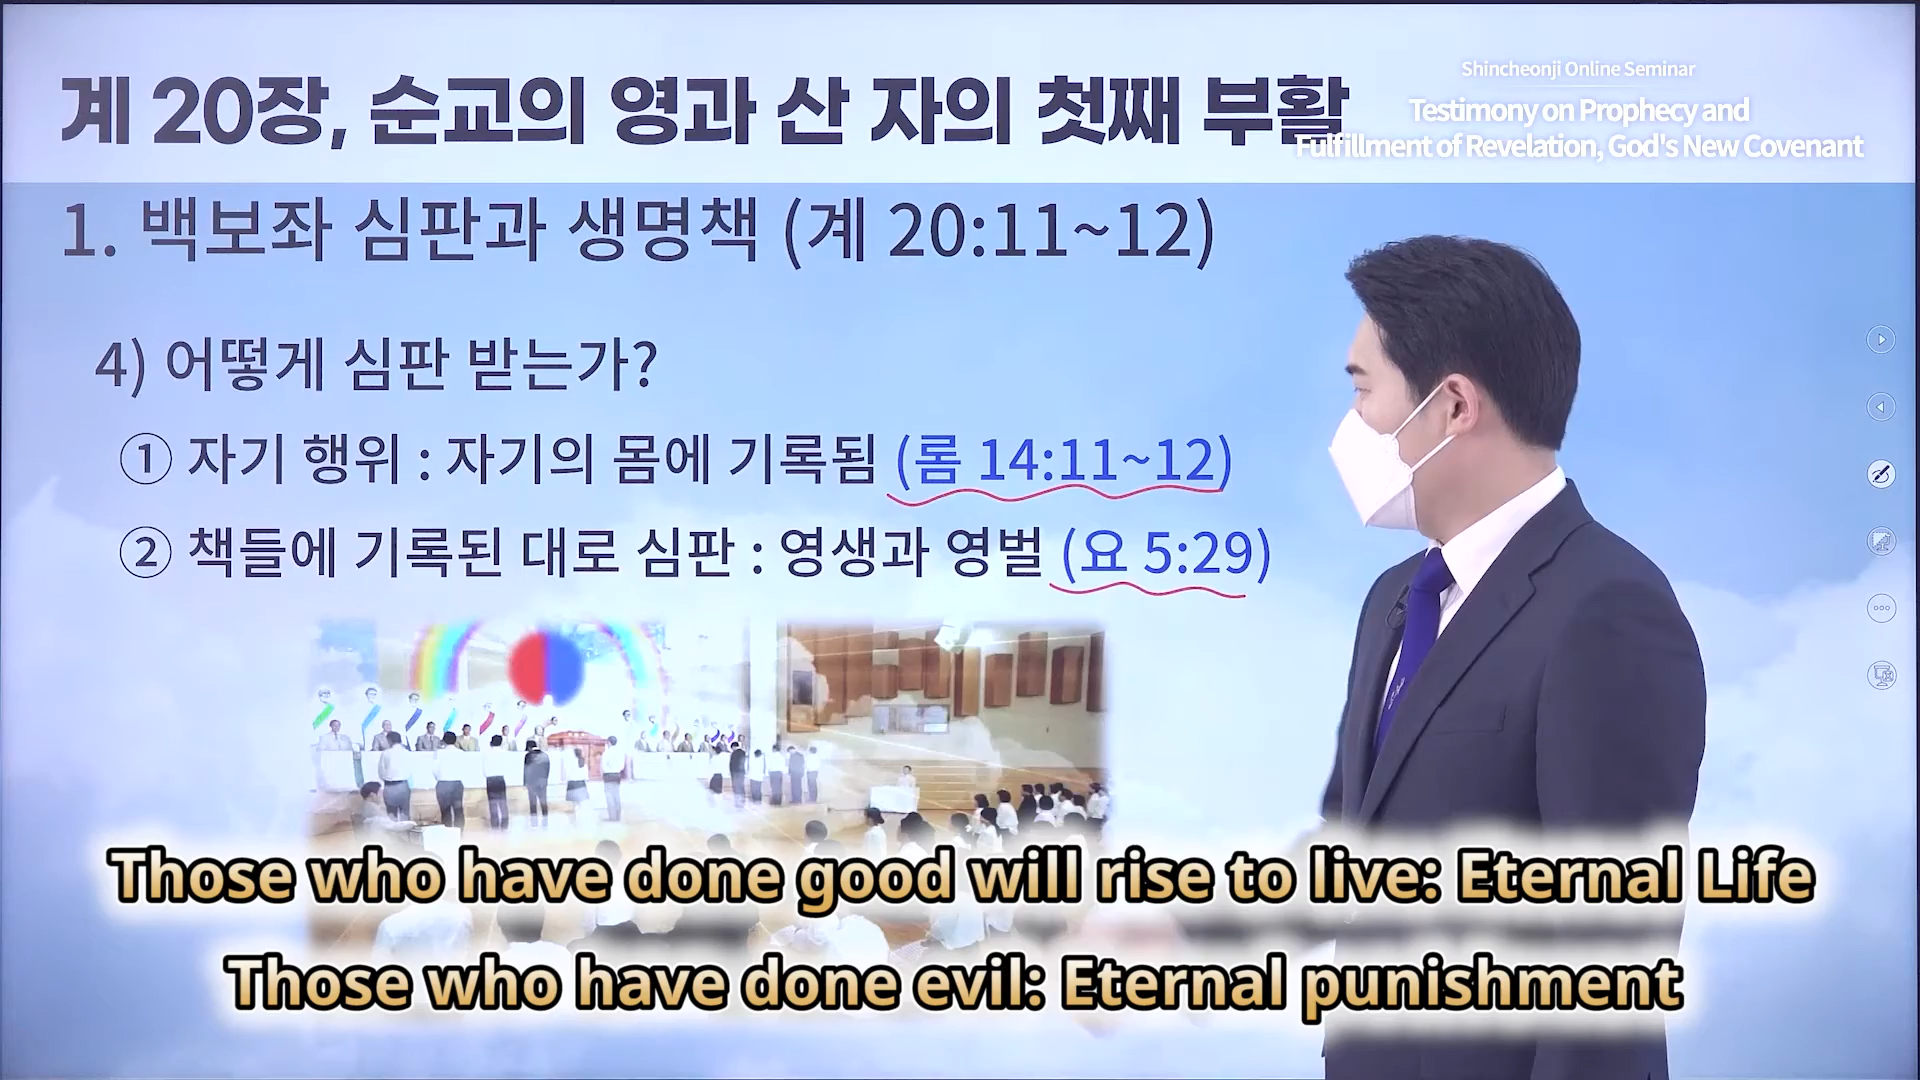 계 20장, 순교의 영과 산 자의 첫째 부활
Shincheonji Online Seminar
Testimony on Prophecy and
Fulfillment of Revelation, God's New Covenant
1. 백보좌 심판과 생명책 (계 20:11~12)
4) 어떻게 심판 받는가?
① 자기 행위 : 자기의 몸에 기록됨 (롬 14:11~12)
② 책들에 기록된 대로 심판 : 영생과 영벌 (요 5:29)
Those who have done good will rise to live: Eternal Life
Those who have done evil: Eternal punishment